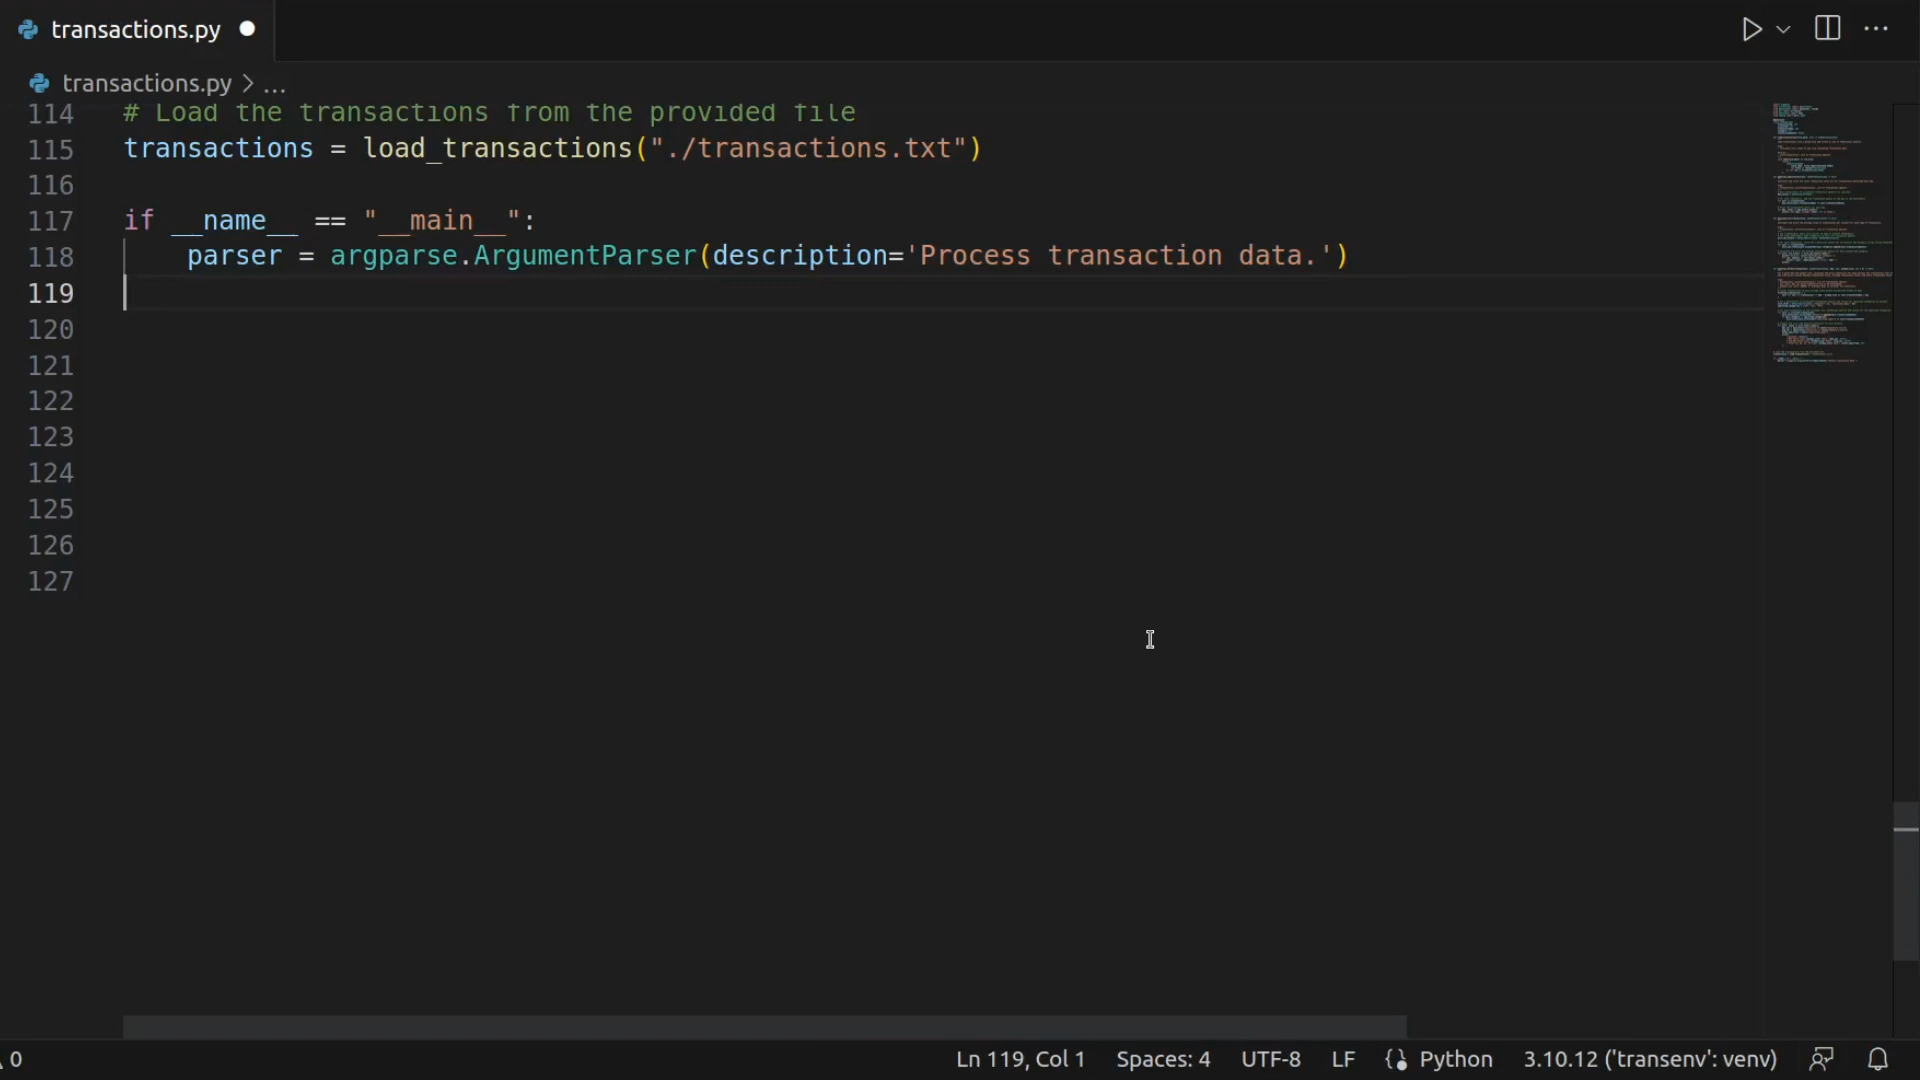 transactions.py
transactions.py > ...
114 # Load the transactions from the provided file
115 transactions = load_transactions("./transactions.txt")
116
117 if __name__ == "__main__":
118     parser = argparse.ArgumentParser(description='Process transaction data.')
119
120
121
122
123
124
125
126
127
0 Ln 119, Col 1 Spaces: 4 UTF-8 LF Python 3.10.12 ('transenv': venv)